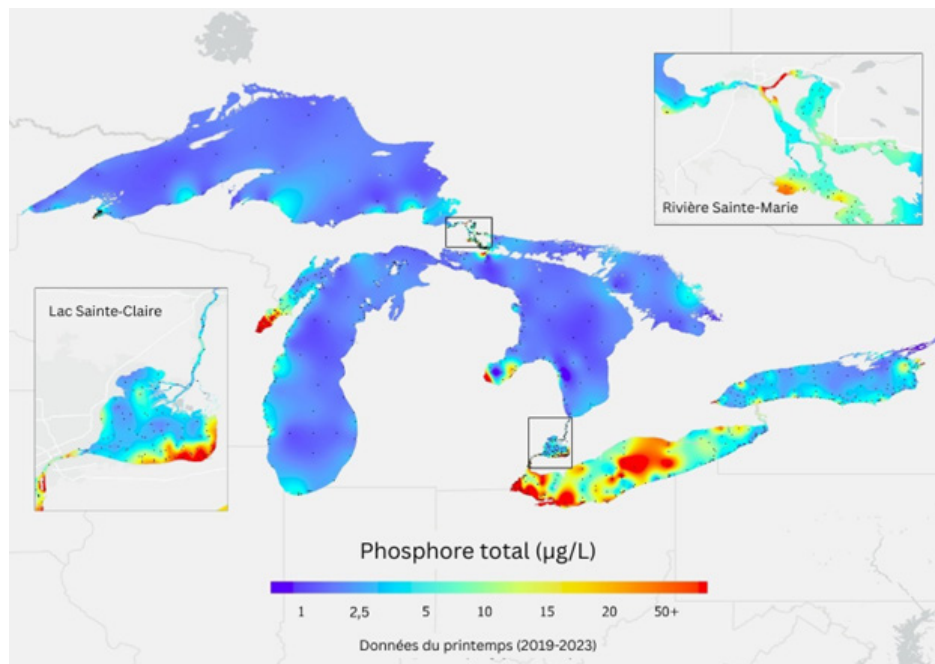 Rivière Sainte-Marie
Lac Sainte-Claire
Phosphore total (µg/L)
1 2,5 5 10 15 20 50+
Données du printemps (2019-2023)